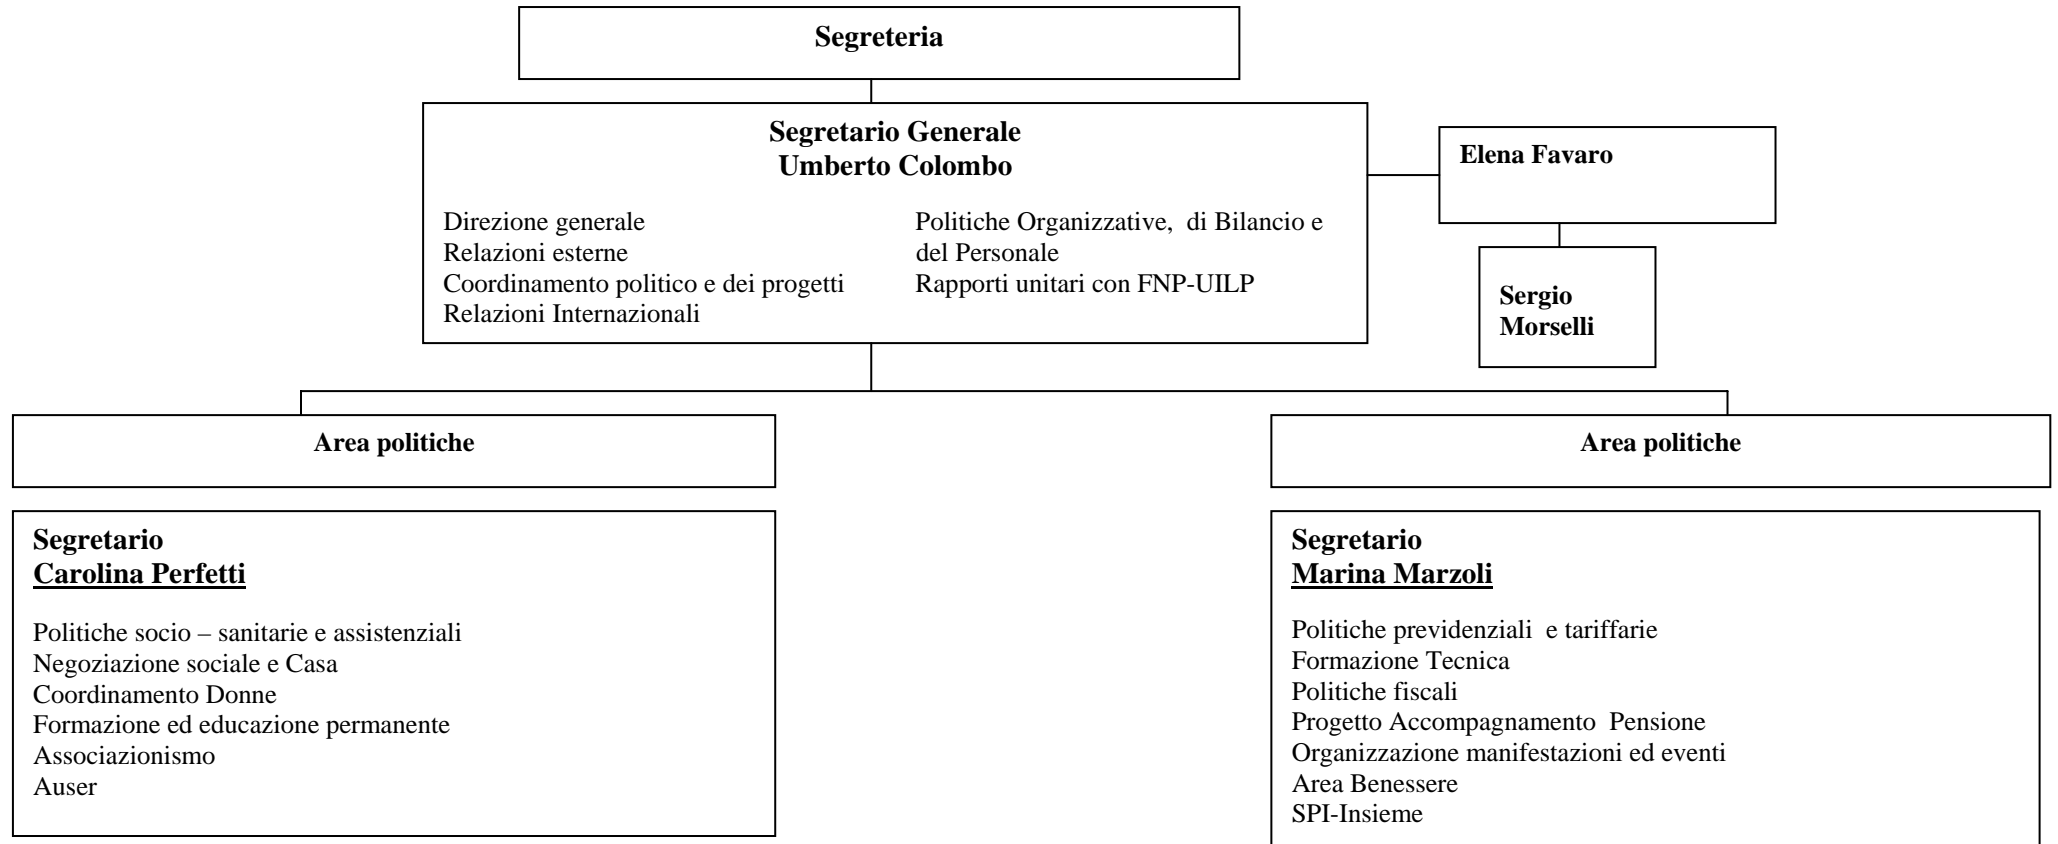 Segreteria
Segretario Generale
Umberto Colombo
Direzione generale
Relazioni esterne
Coordinamento politico e dei progetti
Relazioni Internazionali
Politiche Organizzative, di Bilancio e
del Personale
Rapporti unitari con FNP-UILP
Elena Favaro
Sergio
Morselli
Area politiche
Segretario
Carolina Perfetti
Politiche socio – sanitarie e assistenziali
Negoziazione sociale e Casa
Coordinamento Donne
Formazione ed educazione permanente
Associazionismo
Auser
Area politiche
Segretario
Marina Marzoli
Politiche previdenziali e tariffarie
Formazione Tecnica
Politiche fiscali
Progetto Accompagnamento Pensione
Organizzazione manifestazioni ed eventi
Area Benessere
SPI-Insieme